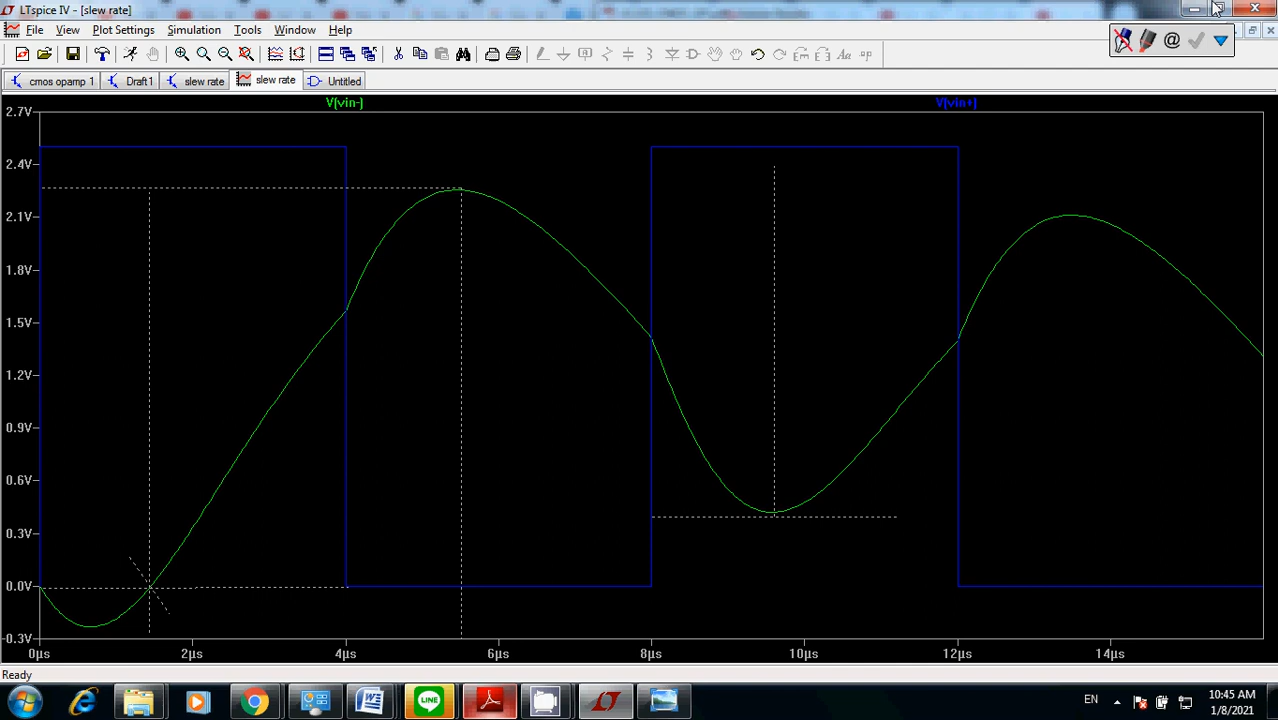 LTspice IV - [slew rate]
File View Plot Settings Simulation Tools Window Help
cmos opamp 1 Draft1 slew rate slew rate Untitled
V(vin-) V(vin+)
2.7V
2.4V
2.1V
1.8V
1.5V
1.2V
0.9V
0.6V
0.3V
0.0V
-0.3V
0µs 2µs 4µs 6µs 8µs 10µs 12µs 14µs
Ready
EN
10:45 AM
1/8/2021